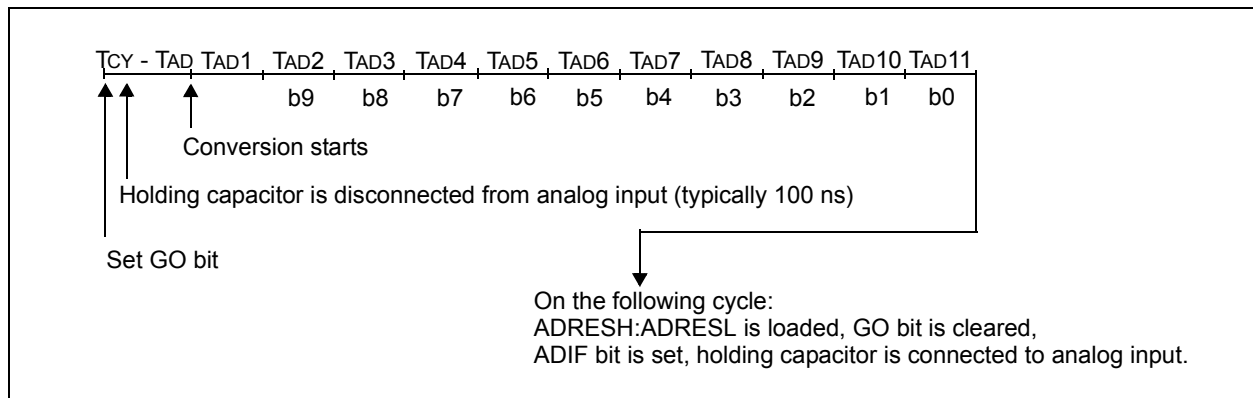 TCY - TAD TAD1 TAD2 TAD3 TAD4 TAD5 TAD6 TAD7 TAD8 TAD9 TAD10 TAD11
b9 b8 b7 b6 b5 b4 b3 b2 b1 b0
Conversion starts
Holding capacitor is disconnected from analog input (typically 100 ns)
Set GO bit
On the following cycle:
ADRESH:ADRESL is loaded, GO bit is cleared,
ADIF bit is set, holding capacitor is connected to analog input.